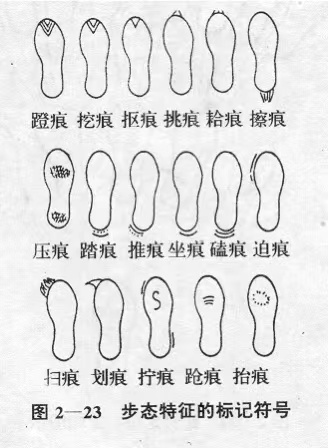 蹬痕 挖痕 抠痕 挑痕 耠痕 擦痕
压痕 踏痕 推痕 坐痕 磕痕 迫痕
扫痕 划痕 拧痕 跄痕 抬痕
图 2—23 步态特征的标记符号